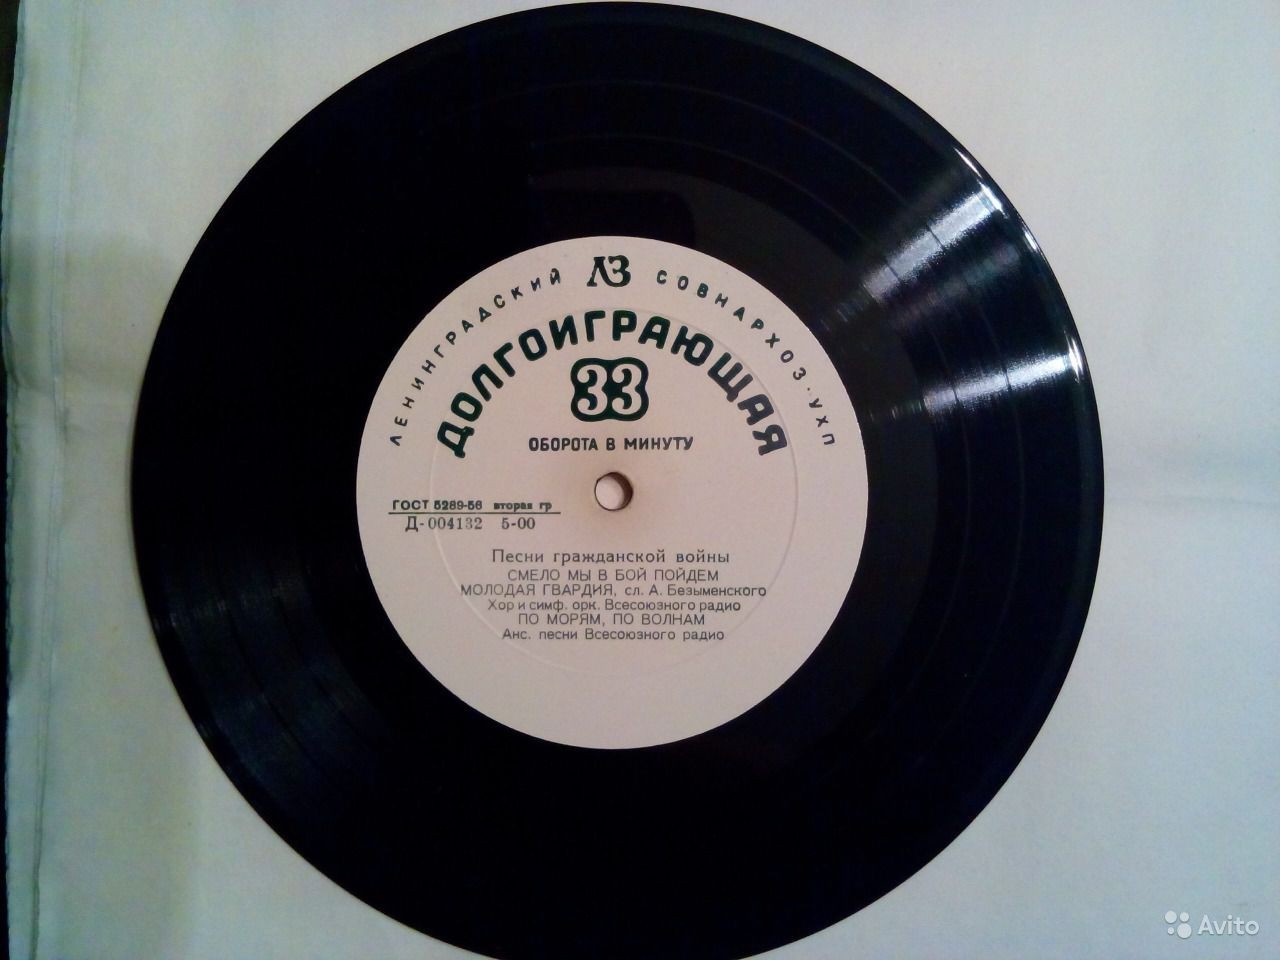 ЛЕНИНГРАДСКИЙ ЛЗ СОВНАРХОЗ·УХП
ДОЛГОИГРАЮЩАЯ
33
ОБОРОТА В МИНУТУ
ГОСТ 5289-56 вторая гр
Д-004132 5-00
Песни гражданской войны
СМЕЛО МЫ В БОЙ ПОЙДЕМ
МОЛОДАЯ ГВАРДИЯ, сл. А. Безыменского
Хор и симф. орк. Всесоюзного радио
ПО МОРЯМ, ПО ВОЛНАМ
Анс. песни Всесоюзного радио
Avito